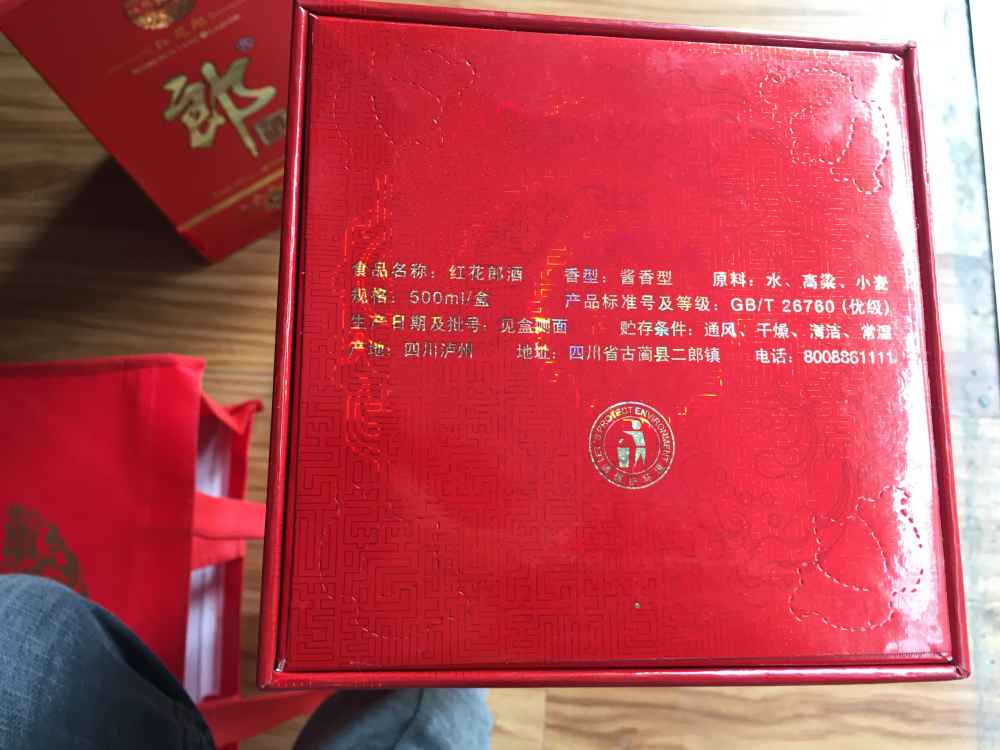 郎
食品名称：红花郎酒 香型：酱香型 原料：水、高粱、小麦
规格：500ml/盒 产品标准号及等级：GB/T 26760 (优级)
生产日期及批号：见盒侧面 贮存条件：通风、干燥、清洁、常温
产地：四川泸州 地址：四川省古蔺县二郎镇 电话：8008861111
LET'S PROTECT ENVIRONMENT